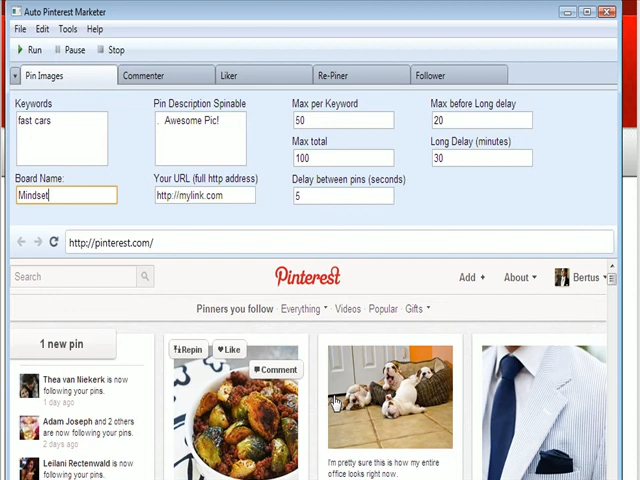 Auto Pinterest Marketer
File Edit Tools Help
Run Pause Stop
Pin Images Commenter Liker Re-Piner Follower
Keywords Pin Description Spinable Max per Keyword Max before Long delay
fast cars . Awesome Pic! 50 20
Max total Long Delay (minutes)
100 30
Board Name: Your URL (full http address) Delay between pins (seconds)
Mindset http://mylink.com 5
http://pinterest.com/
Search Pinterest Add + About Bertus
Pinners you follow · Everything · Videos · Popular · Gifts
1 new pin Repin Like
Comment
Thea van Niekerk is now
following your pins.
1 day ago
Adam Joseph and 2 others
are now following your pins.
2 days ago
Leilani Rectenwald is now
following your pins.
I'm pretty sure this is how my entire
office looks right now.